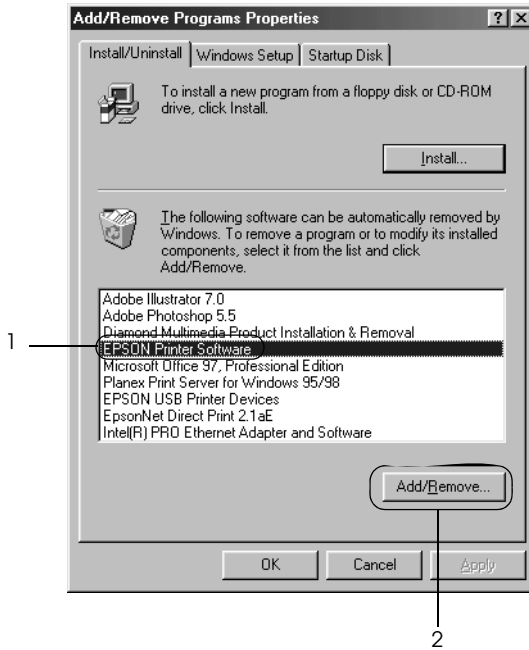 Add/Remove Programs Properties
Install/Uninstall Windows Setup Startup Disk
To install a new program from a floppy disk or CD-ROM
drive, click Install.
Install...
The following software can be automatically removed by
Windows. To remove a program or to modify its installed
components, select it from the list and click
Add/Remove.
Adobe Illustrator 7.0
Adobe Photoshop 5.5
Diamond Multimedia Product Installation & Removal
1 EPSON Printer Software
Microsoft Office 97, Professional Edition
Planex Print Server for Windows 95/98
EPSON USB Printer Devices
EpsonNet Direct Print 2.1aE
Intel(R) PRO Ethernet Adapter and Software
Add/Remove...
OK Cancel Apply
2